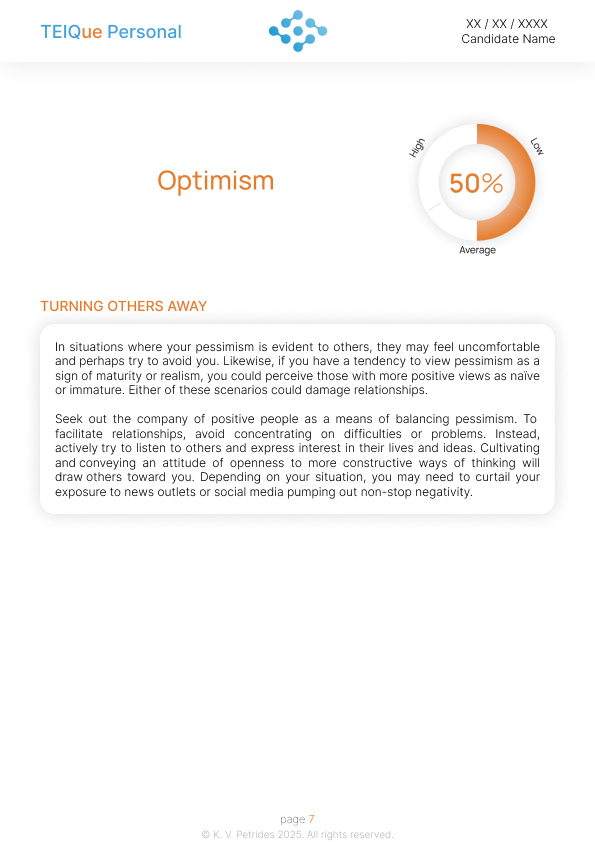 TEIQue Personal
XX / XX / XXXX
Candidate Name
High
Low
Optimism
50%
Average
TURNING OTHERS AWAY
In situations where your pessimism is evident to others, they may feel uncomfortable
and perhaps try to avoid you. Likewise, if you have a tendency to view pessimism as a
sign of maturity or realism, you could perceive those with more positive views as naïve
or immature. Either of these scenarios could damage relationships.
Seek out the company of positive people as a means of balancing pessimism. To
facilitate relationships, avoid concentrating on difficulties or problems. Instead,
actively try to listen to others and express interest in their lives and ideas. Cultivating
and conveying an attitude of openness to more constructive ways of thinking will
draw others toward you. Depending on your situation, you may need to curtail your
exposure to news outlets or social media pumping out non-stop negativity.
page 7
© K. V. Petrides 2025. All rights reserved.